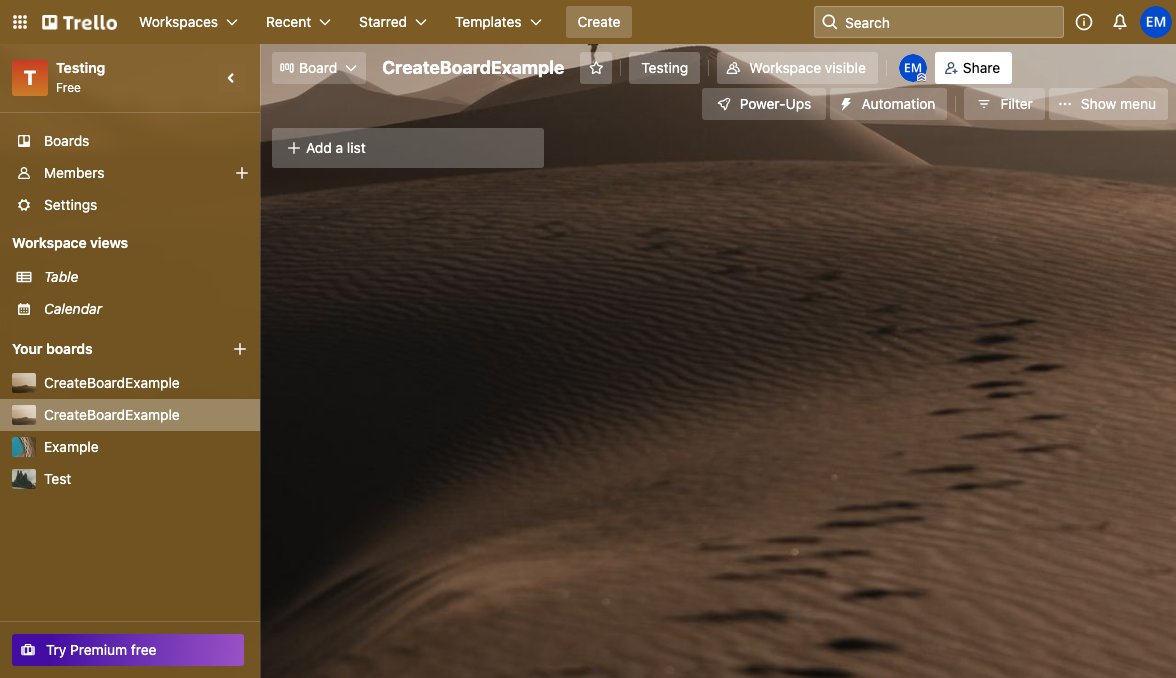 Trello
Workspaces
Recent
Starred
Templates
Create
Search
EM
T
Testing
Free
Board
CreateBoardExample
Testing
Workspace visible
EM
Share
Power-Ups
Automation
Filter
Show menu
Add a list
Boards
Members
Settings
Workspace views
Table
Calendar
Your boards
CreateBoardExample
CreateBoardExample
Example
Test
Try Premium free